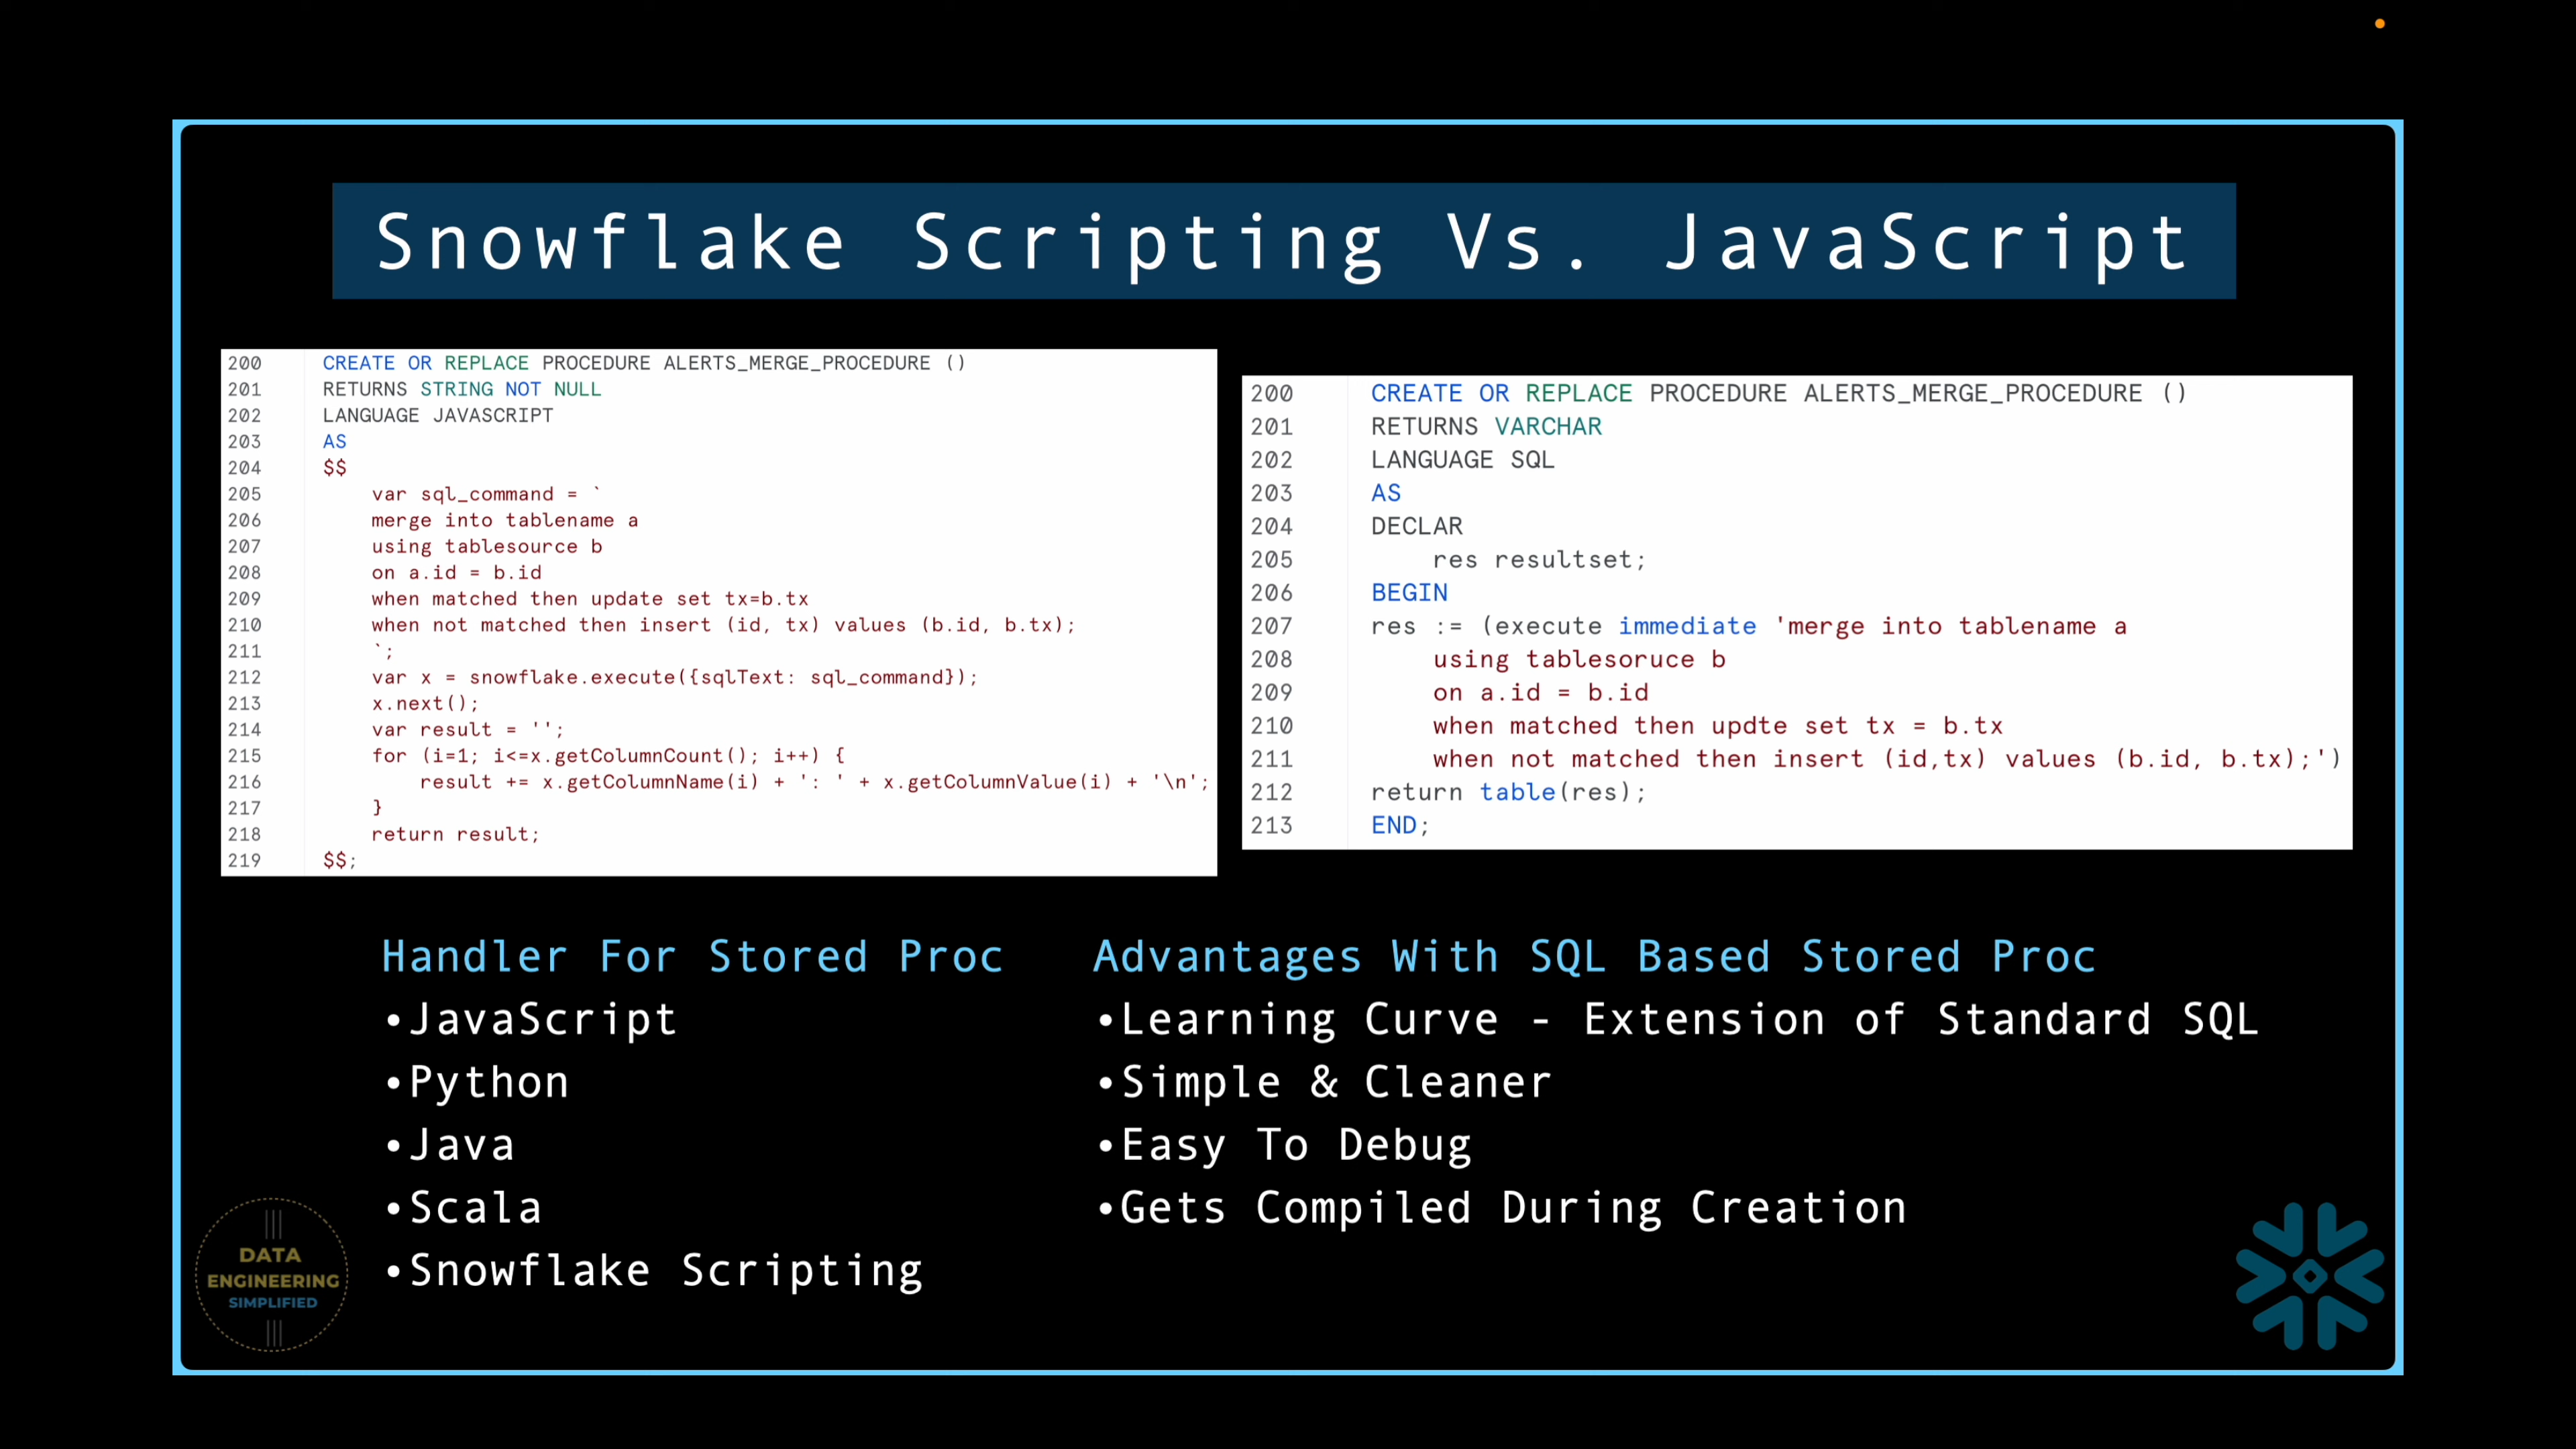 Snowflake Scripting Vs. JavaScript
200 CREATE OR REPLACE PROCEDURE ALERTS_MERGE_PROCEDURE ()
201 RETURNS STRING NOT NULL
202 LANGUAGE JAVASCRIPT
203 AS
204 $$
205 var sql_command = `
206 merge into tablename a
207 using tablesource b
208 on a.id = b.id
209 when matched then update set tx=b.tx
210 when not matched then insert (id, tx) values (b.id, b.tx);
211 `;
212 var x = snowflake.execute({sqlText: sql_command});
213 x.next();
214 var result = '';
215 for (i=1; i<=x.getColumnCount(); i++) {
216 result += x.getColumnName(i) + ': ' + x.getColumnValue(i) + '\n';
217 }
218 return result;
219 $$;
200 CREATE OR REPLACE PROCEDURE ALERTS_MERGE_PROCEDURE ()
201 RETURNS VARCHAR
202 LANGUAGE SQL
203 AS
204 DECLAR
205 res resultset;
206 BEGIN
207 res := (execute immediate 'merge into tablename a
208 using tablesoruce b
209 on a.id = b.id
210 when matched then updte set tx = b.tx
211 when not matched then insert (id,tx) values (b.id, b.tx);')
212 return table(res);
213 END;
Handler For Stored Proc
•JavaScript
•Python
•Java
•Scala
•Snowflake Scripting
Advantages With SQL Based Stored Proc
•Learning Curve - Extension of Standard SQL
•Simple & Cleaner
•Easy To Debug
•Gets Compiled During Creation
DATA
ENGINEERING
SIMPLIFIED